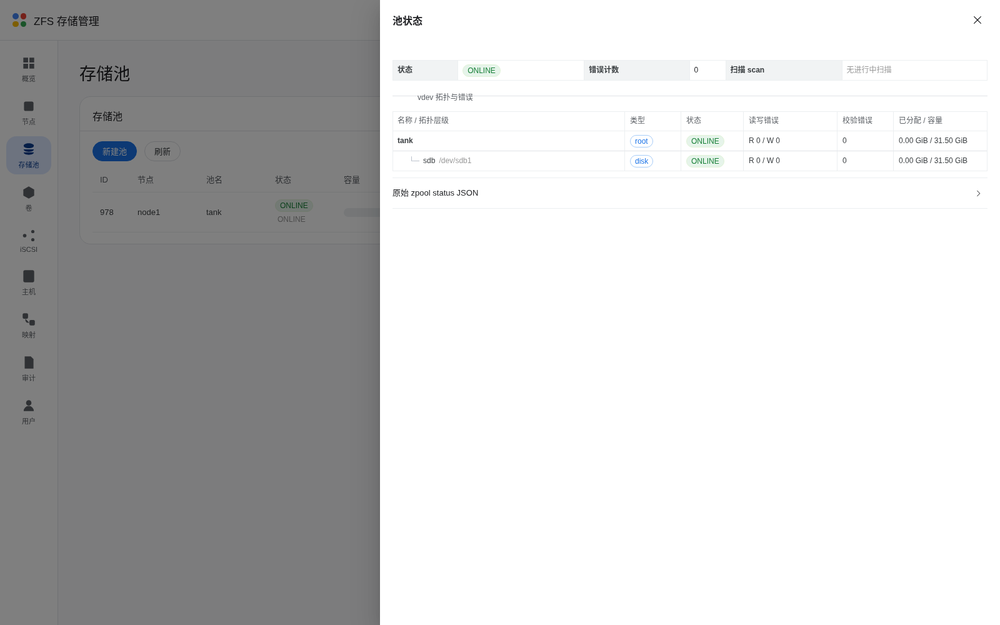 ZFS 存储管理
概览
节点
存储池
卷
iSCSI
主机
映射
审计
用户
存储池
存储池
新建池 刷新
ID 节点 池名 状态 容量
978 node1 tank ONLINE
ONLINE
池状态
状态 ONLINE 错误计数 0 扫描 scan 无进行中扫描
vdev 拓扑与错误
名称 / 拓扑层级 类型 状态 读写错误 校验错误 已分配 / 容量
tank root ONLINE R 0 / W 0 0 0.00 GiB / 31.50 GiB
sdb /dev/sdb1 disk ONLINE R 0 / W 0 0 0.00 GiB / 31.50 GiB
原始 zpool status JSON